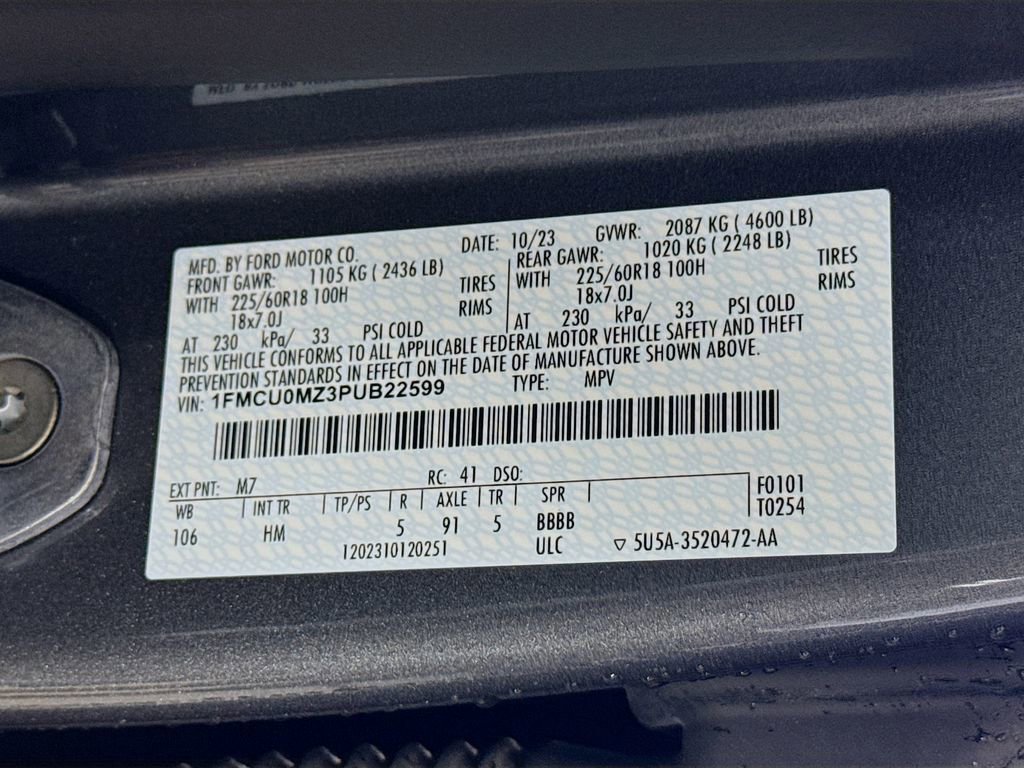 MFD. BY FORD MOTOR CO. DATE: 10/23 GVWR: 2087 KG ( 4600 LB)
FRONT GAWR: 1105 KG ( 2436 LB) REAR GAWR: 1020 KG ( 2248 LB)
WITH 225/60R18 100H TIRES WITH 225/60R18 100H TIRES
18x7.0J RIMS 18x7.0J RIMS
AT 230 kPa/ 33 PSI COLD AT 230 kPa/ 33 PSI COLD
THIS VEHICLE CONFORMS TO ALL APPLICABLE FEDERAL MOTOR VEHICLE SAFETY AND THEFT
PREVENTION STANDARDS IN EFFECT ON THE DATE OF MANUFACTURE SHOWN ABOVE.
VIN: 1FMCU0MZ3PUB22599 TYPE: MPV
EXT PNT: M7 RC: 41 DSO:
WB INT TR TP/PS R AXLE TR SPR F0101
106 HM 5 91 5 BBBB T0254
1202310120251 ULC ▽ 5U5A-3520472-AA